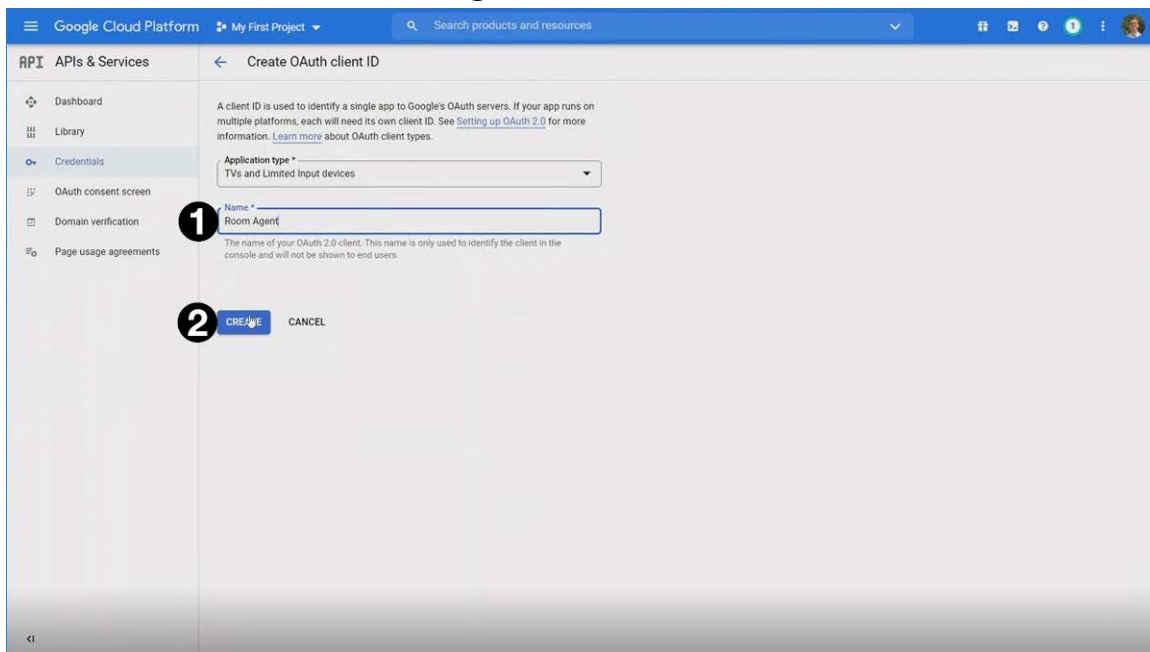 Google Cloud Platform My First Project Search products and resources 1
API APIs & Services Create OAuth client ID
Dashboard
Library
Credentials
OAuth consent screen
Domain verification
Page usage agreements
A client ID is used to identify a single app to Google's OAuth servers. If your app runs on
multiple platforms, each will need its own client ID. See Setting up OAuth 2.0 for more
information. Learn more about OAuth client types.
Application type *
TVs and Limited Input devices
1
Name *
Room Agent
The name of your OAuth 2.0 client. This name is only used to identify the client in the
console and will not be shown to end users.
2
CREATE CANCEL